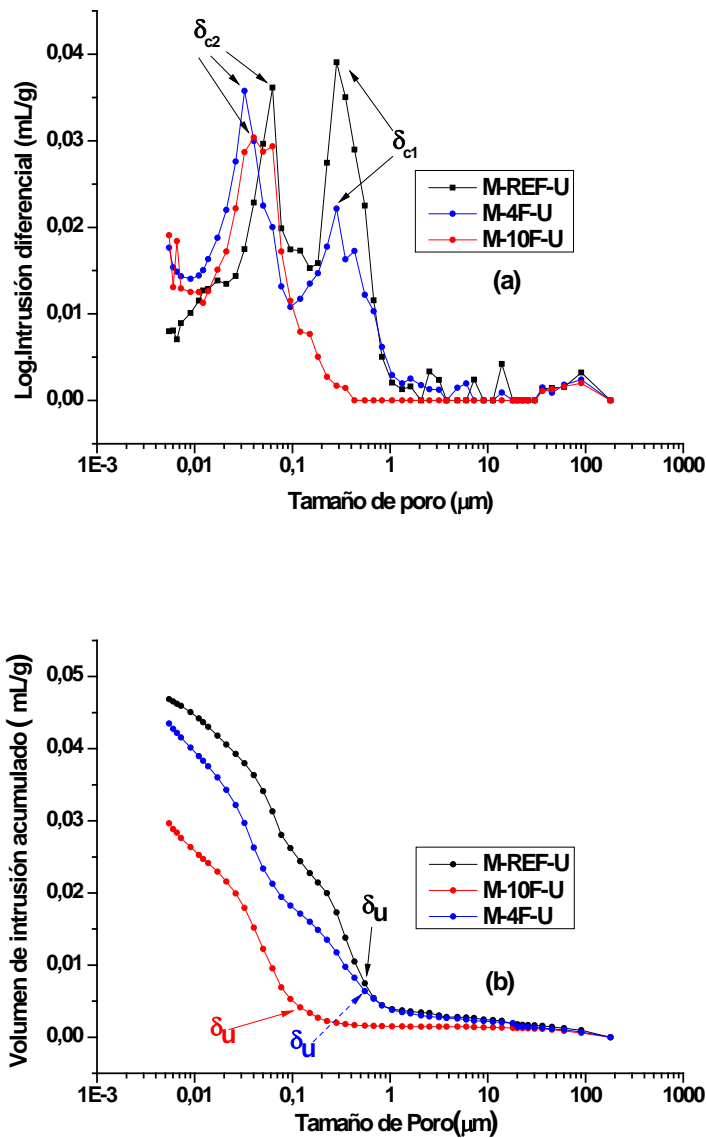 δc2
0,04
0,03
0,02
0,01
0,00
Log.Intrusión diferencial (mL/g)
δc1
M-REF-U
M-4F-U
M-10F-U
(a)
1E-3 0,01 0,1 1 10 100 1000
Tamaño de poro (µm)
0,05
0,04
0,03
0,02
0,01
0,00
Volumen de intrusión acumulado ( mL/g)
M-REF-U
M-10F-U
M-4F-U
δu
(b)
δu
δu
1E-3 0,01 0,1 1 10 100 1000
Tamaño de Poro(µm)